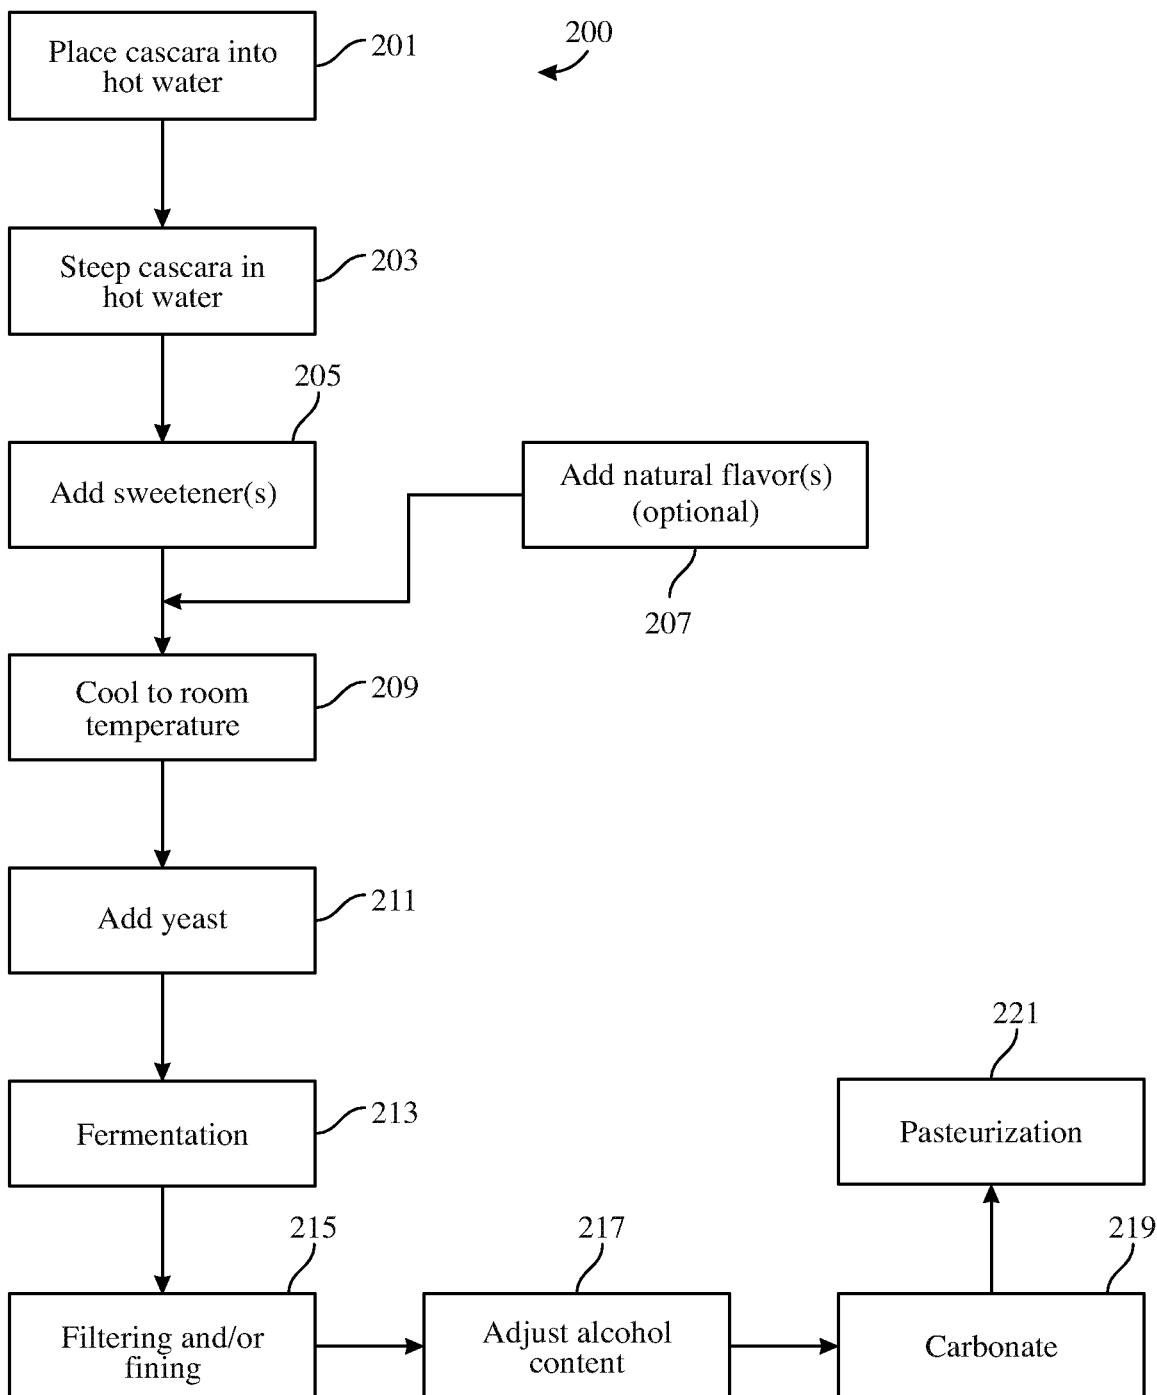 Place cascara into
hot water
201
200
Steep cascara in
hot water
203
205
Add sweetener(s)
Add natural flavor(s)
(optional)
207
Cool to room
temperature
209
Add yeast
211
Fermentation
213
221
Pasteurization
215
Filtering and/or
fining
217
Adjust alcohol
content
219
Carbonate